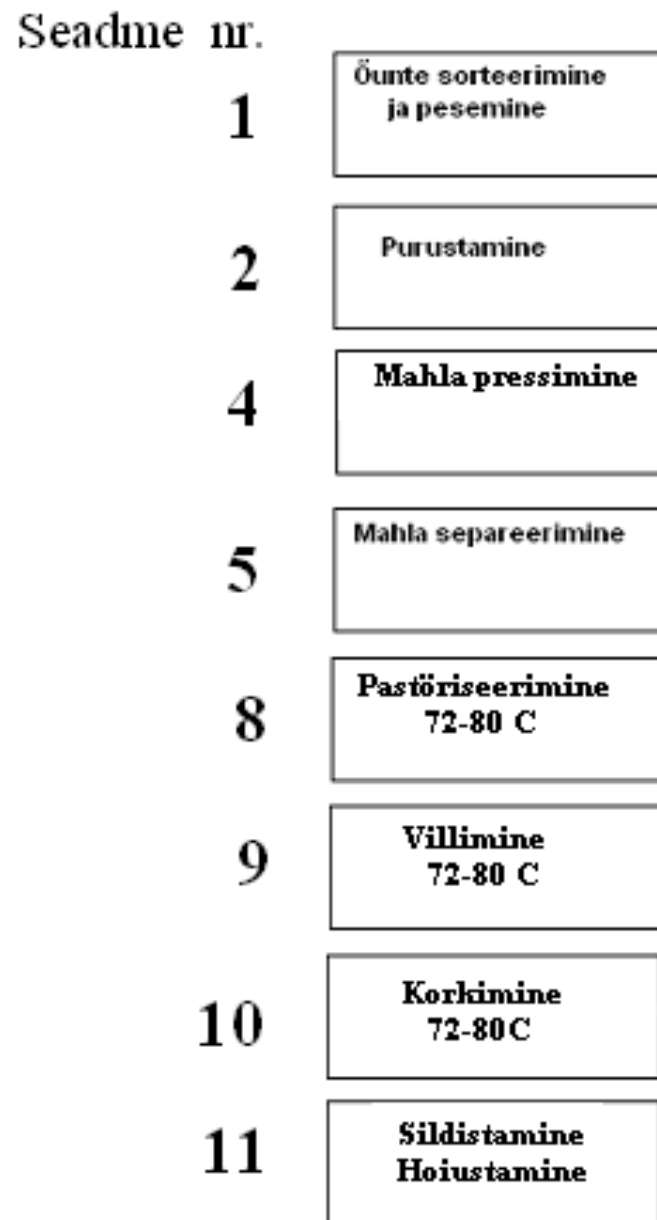 Seadme nr.
1
Õunte sorteerimine
ja pesemine
2
Purustamine
4
Mahla pressimine
5
Mahla separeerimine
8
Pastöriseerimine
72-80 C
9
Villimine
72-80 C
10
Korkimine
72-80C
11
Sildistamine
Hoiustamine